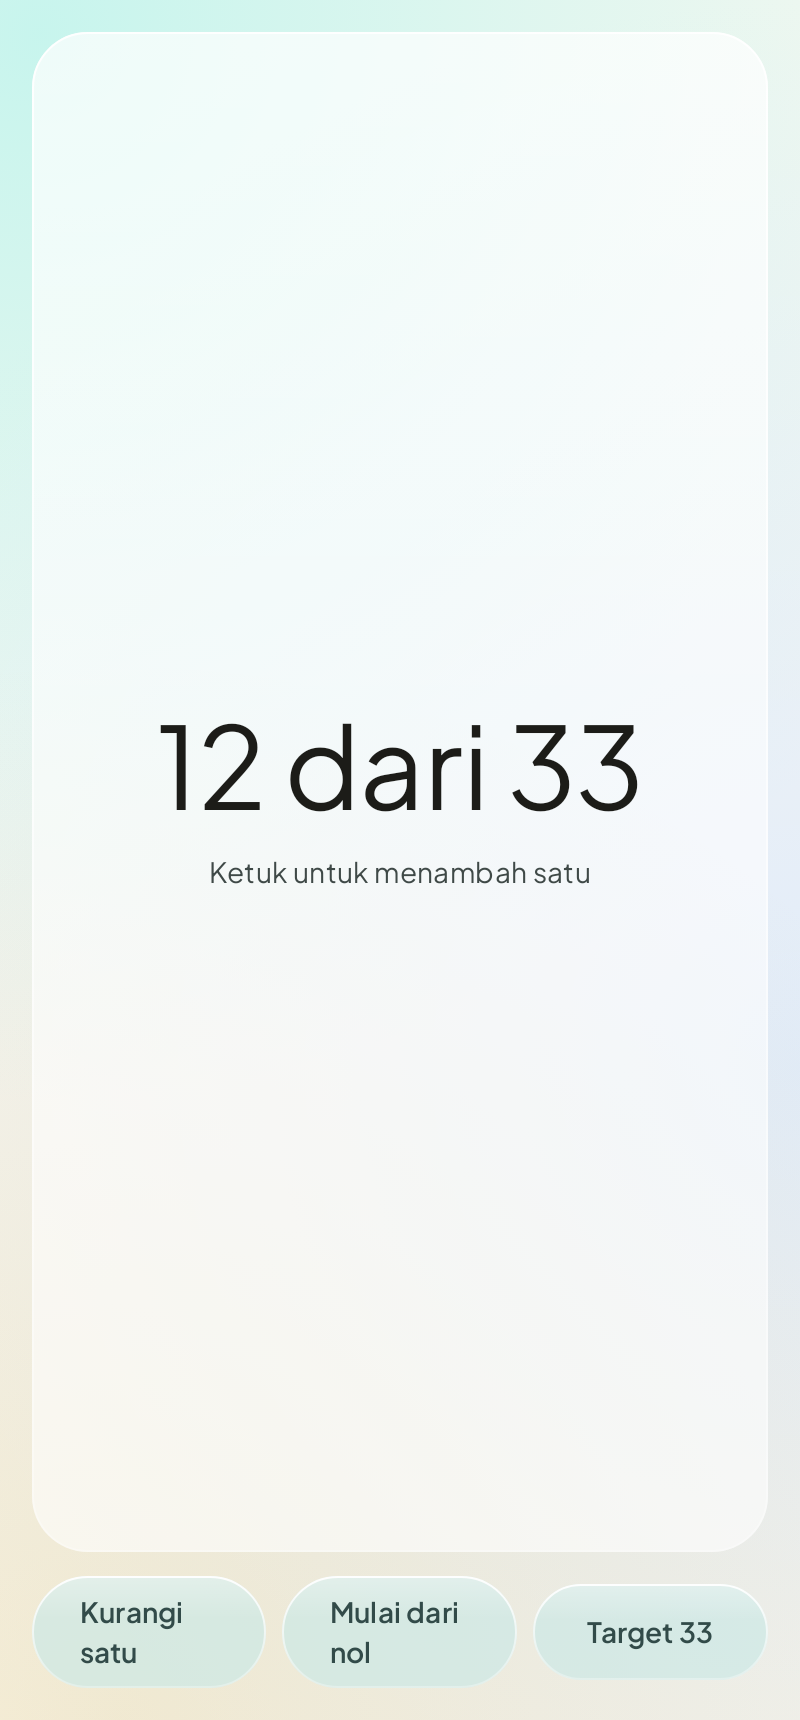 12 dari 33
Ketuk untuk menambah satu
Kurangi
satu
Mulai dari
nol
Target 33